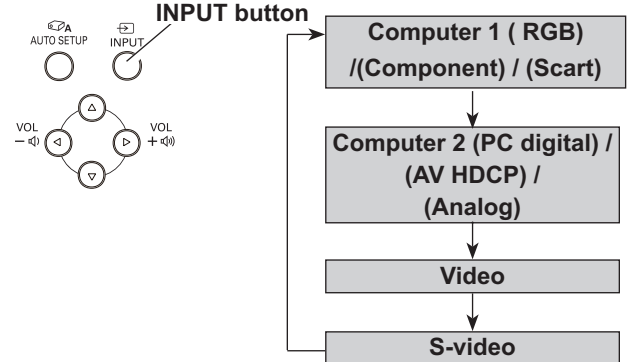 INPUT button
A
AUTO SETUP
INPUT
VOL
–
VOL
+
Computer 1 ( RGB)
/(Component) / (Scart)
Computer 2 (PC digital) /
(AV HDCP) /
(Analog)
Video
S-video